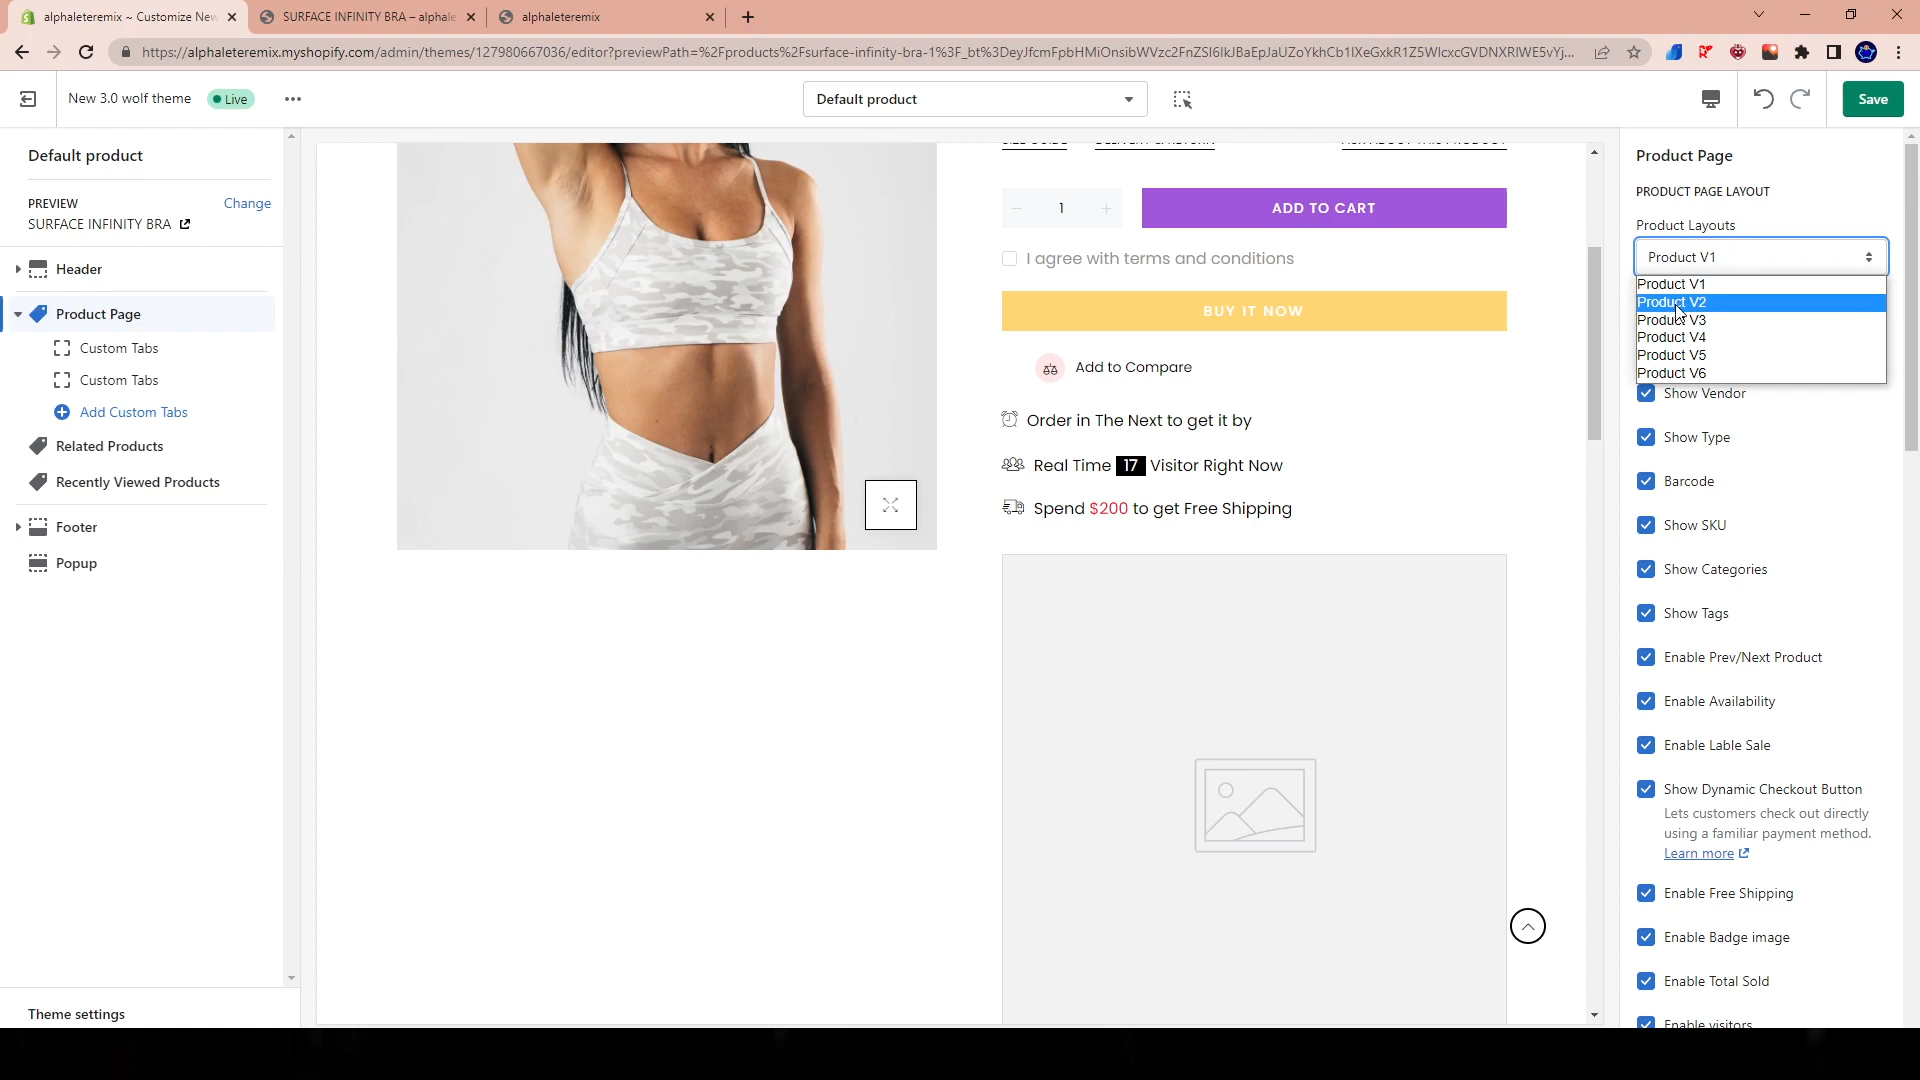 alphaleteremix ~ Customize New
SURFACE INFINITY BRA – alphale
alphaleteremix
https://alphaleteremix.myshopify.com/admin/themes/127980667036/editor?previewPath=%2Fproducts%2Fsurface-infinity-bra-1%3F_bt%3DeyJfcmFpbHMiOnsibWVzc2FnZSI6IkJBaEpJaUZoYkhCb1lXeGxkR1Z5WlcxcGVDNXRlWE5vYj...
New 3.0 wolf theme
Live
Default product
Save
Default product
PREVIEW
Change
SURFACE INFINITY BRA
Header
Product Page
Custom Tabs
Custom Tabs
Add Custom Tabs
Related Products
Recently Viewed Products
Footer
Popup
Theme settings
1
ADD TO CART
I agree with terms and conditions
BUY IT NOW
Add to Compare
Order in The Next to get it by
Real Time 17 Visitor Right Now
Spend $200 to get Free Shipping
Product Page
PRODUCT PAGE LAYOUT
Product Layouts
Product V1
Product V1
Product V2
Product V3
Product V4
Product V5
Product V6
Show Vendor
Show Type
Barcode
Show SKU
Show Categories
Show Tags
Enable Prev/Next Product
Enable Availability
Enable Lable Sale
Show Dynamic Checkout Button
Lets customers check out directly
using a familiar payment method.
Learn more
Enable Free Shipping
Enable Badge image
Enable Total Sold
Enable visitors